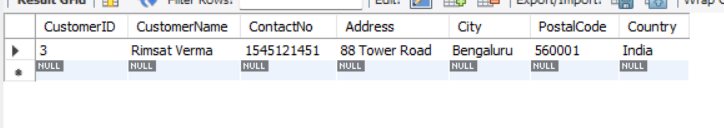 Result Grid Filter Rows: Edit: Export/Import: Wrap C
CustomerID CustomerName ContactNo Address City PostalCode Country
3 Rimsat Verma 1545121451 88 Tower Road Bengaluru 560001 India
NULL NULL NULL NULL NULL NULL NULL